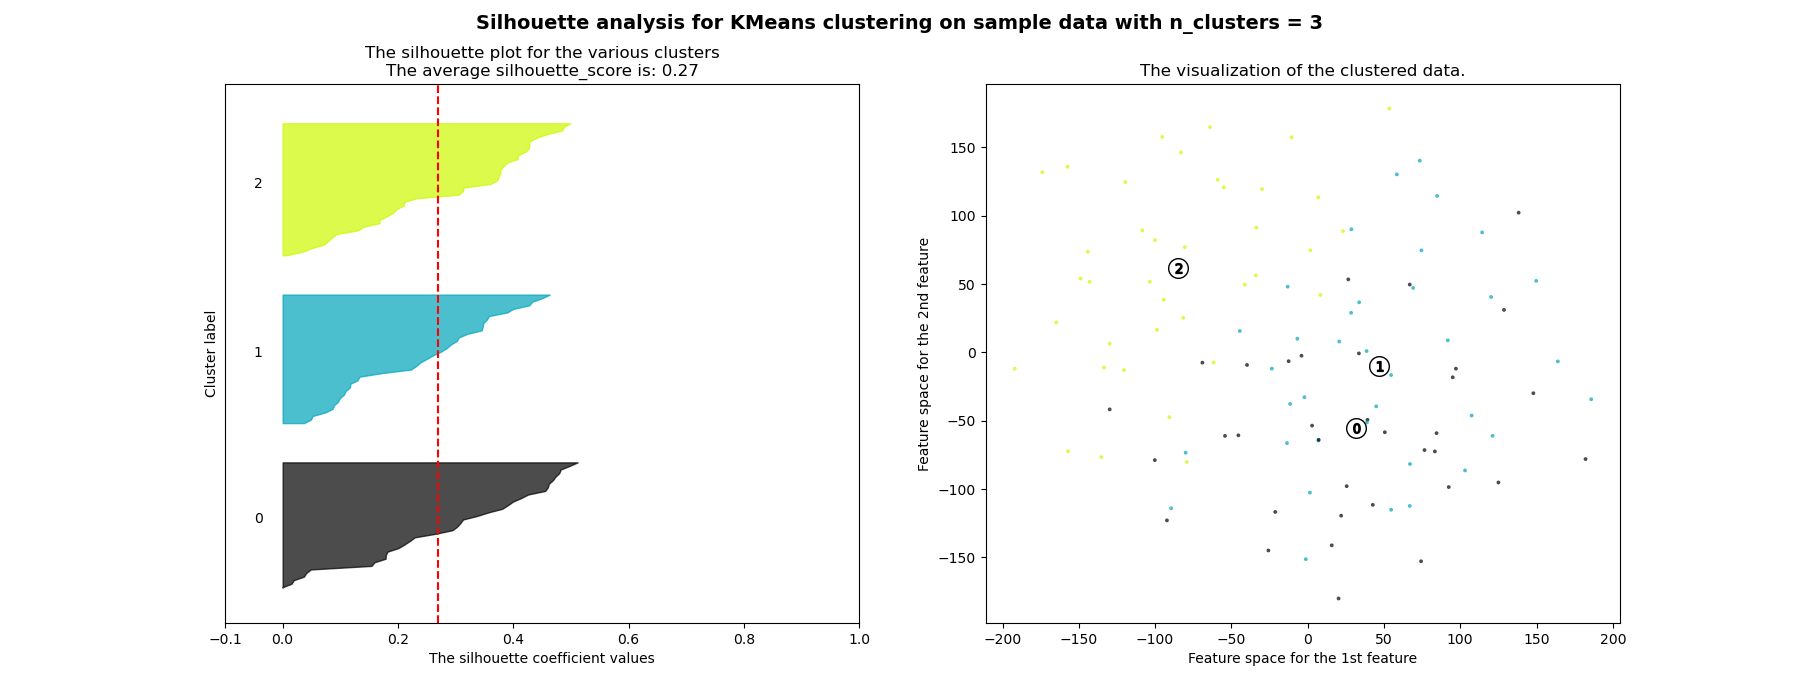 Silhouette analysis for KMeans clustering on sample data with n_clusters = 3
The silhouette plot for the various clusters
The average silhouette_score is: 0.27
Cluster label
2
1
0
−0.1 0.0 0.2 0.4 0.6 0.8 1.0
The silhouette coefficient values
The visualization of the clustered data.
Feature space for the 2nd feature
150
100
50
0
−50
−100
−150
2
1
0
−200 −150 −100 −50 0 50 100 150 200
Feature space for the 1st feature